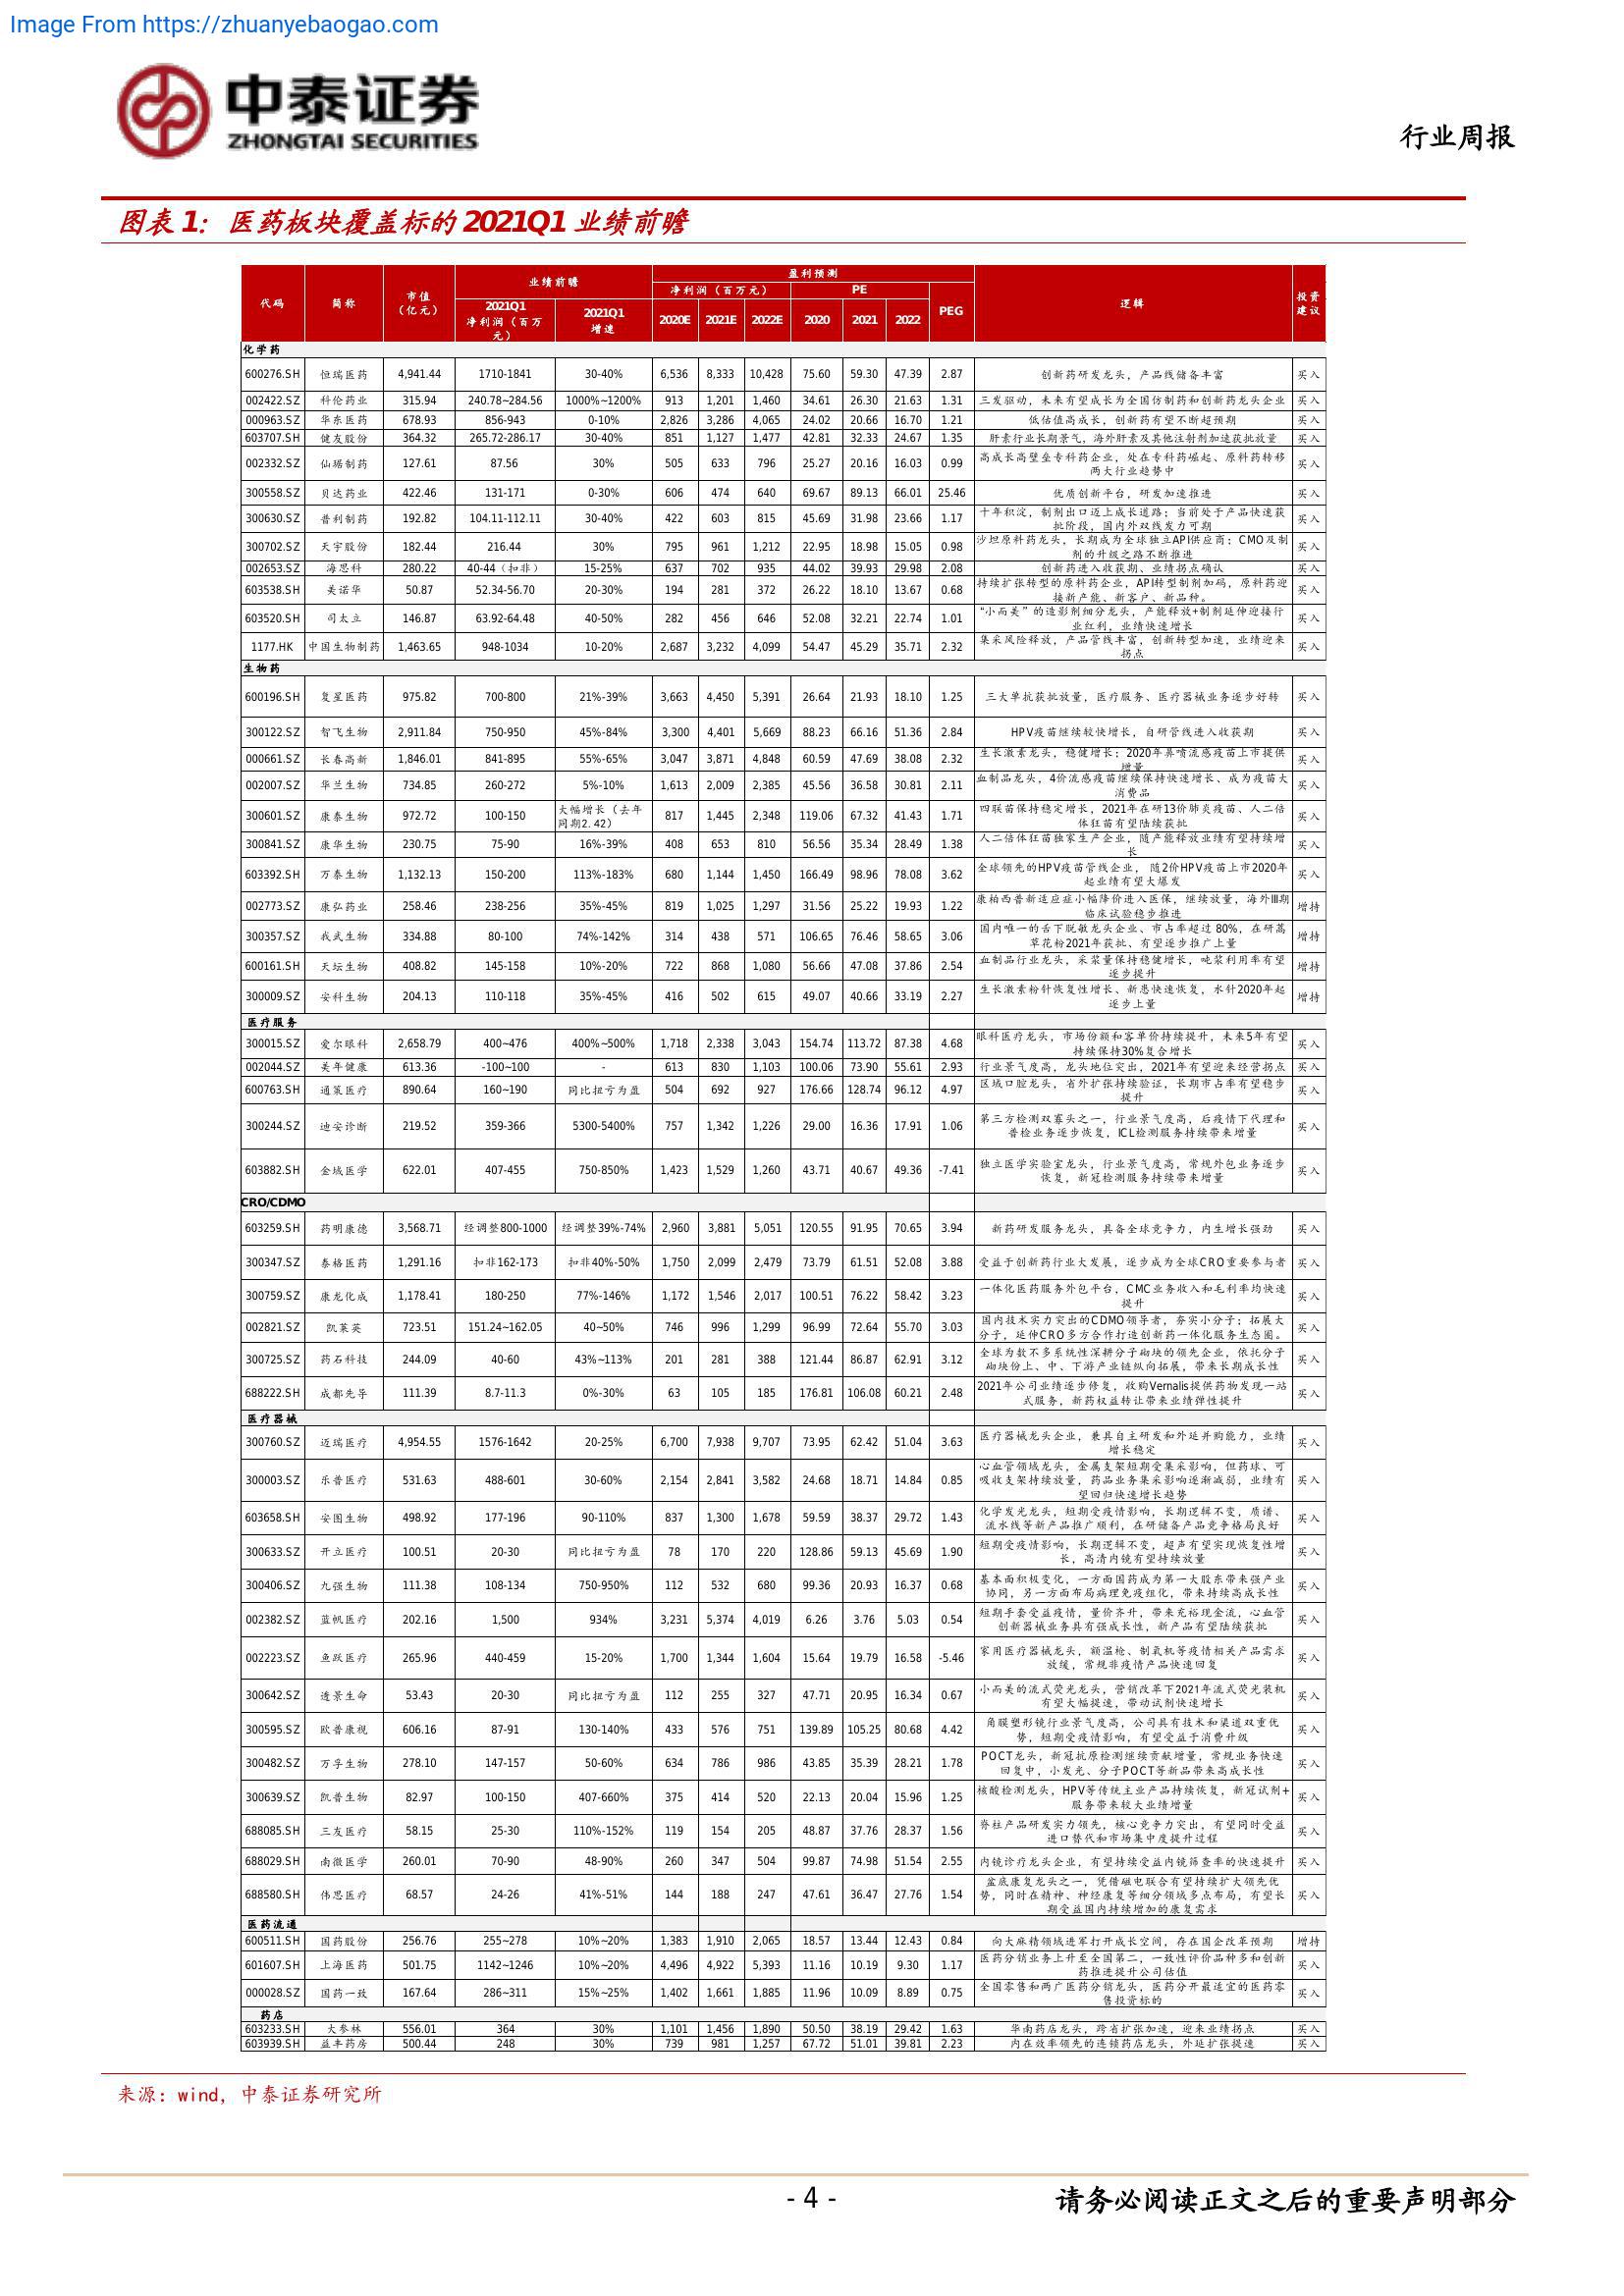 Image From https://zhuanyebaogao.com
中泰证券
ZHONGTAI SECURITIES
行业周报
图表 1：医药板块覆盖标的 2021Q1 业绩前瞻
代码 简称 市值（亿元） 业绩前瞻 盈利预测 逻辑 投资建议
净利润（百万元） PE PEG
2021Q1 净利润（百万元） 2021Q1 增速 2020E 2021E 2022E 2020 2021 2022
化学药
600276.SH 恒瑞医药 4,941.44 1710-1841 30-40% 6,536 8,333 10,428 75.60 59.30 47.39 2.87 创新药研发龙头，产品线储备丰富 买入
002422.SZ 科伦药业 315.94 240.78~284.56 1000%~1200% 913 1,201 1,460 34.61 26.30 21.63 1.31 三发驱动，未来有望成长为全国仿制药和创新药龙头企业 买入
000963.SZ 华东医药 678.93 856-943 0-10% 2,826 3,286 4,065 24.02 20.66 16.70 1.21 低估值高成长，创新药有望不断超预期 买入
603707.SH 健友股份 364.32 265.72-286.17 30-40% 851 1,127 1,477 42.81 32.33 24.67 1.35 肝素行业长期景气，海外肝素及其他注射剂加速获批放量 买入
002332.SZ 仙琚制药 127.61 87.56 30% 505 633 796 25.27 20.16 16.03 0.99 高成长高壁垒专科药企业，处在专科药崛起、原料药转移两大行业趋势中 买入
300558.SZ 贝达药业 422.46 131-171 0-30% 606 474 640 69.67 89.13 66.01 25.46 优质创新平台，研发加速推进 买入
300630.SZ 普利制药 192.82 104.11-112.11 30-40% 422 603 815 45.69 31.98 23.66 1.17 十年积淀，制剂出口迈上成长道路；当前处于产品快速获批阶段，国内外双线发力可期 买入
300702.SZ 天宇股份 182.44 216.44 30% 795 961 1,212 22.95 18.98 15.05 0.98 沙坦原料药龙头，长期成为全球独立API供应商；CMO及制剂的升级之路不断推进 买入
002653.SZ 海思科 280.22 40-44（扣非） 15-25% 637 702 935 44.02 39.93 29.98 2.08 创新药进入收获期、业绩拐点确认 买入
603538.SH 美诺华 50.87 52.34-56.70 20-30% 194 281 372 26.22 18.10 13.67 0.68 持续扩张转型的原料药企业，API转型制剂加码，原料药迎接新产能、新客户、新品种。 买入
603520.SH 司太立 146.87 63.92-64.48 40-50% 282 456 646 52.08 32.21 22.74 1.01 “小而美”的造影剂细分龙头，产能释放+制剂延伸迎接行业红利，业绩快速增长 买入
1177.HK 中国生物制药 1,463.65 948-1034 10-20% 2,687 3,232 4,099 54.47 45.29 35.71 2.32 集采风险释放，产品管线丰富，创新转型加速，业绩迎来拐点 买入
生物药
600196.SH 复星医药 975.82 700-800 21%-39% 3,663 4,450 5,391 26.64 21.93 18.10 1.25 三大单抗获批放量，医疗服务、医疗器械业务逐步好转 买入
300122.SZ 智飞生物 2,911.84 750-950 45%-84% 3,300 4,401 5,669 88.23 66.16 51.36 2.84 HPV疫苗继续较快增长，自研管线进入收获期 买入
000661.SZ 长春高新 1,846.01 841-895 55%-65% 3,047 3,871 4,848 60.59 47.69 38.08 2.32 生长激素龙头，稳健增长；2020年鼻喷流感疫苗上市提供增量 买入
002007.SZ 华兰生物 734.85 260-272 5%-10% 1,613 2,009 2,385 45.56 36.58 30.81 2.11 血制品龙头，4价流感疫苗继续保持快速增长、成为疫苗大消费品 买入
300601.SZ 康泰生物 972.72 100-150 大幅增长（去年同期2.42） 817 1,445 2,348 119.06 67.32 41.43 1.71 四联苗保持稳定增长，2021年在研13价肺炎疫苗、人二倍体狂苗有望陆续获批 买入
300841.SZ 康华生物 230.75 75-90 16%-39% 408 653 810 56.56 35.34 28.49 1.38 人二倍体狂苗独家生产企业，随产能释放业绩有望持续增长 买入
603392.SH 万泰生物 1,132.13 150-200 113%-183% 680 1,144 1,450 166.49 98.96 78.08 3.62 全球领先的HPV疫苗管线企业，随2价HPV疫苗上市2020年起业绩有望大爆发 买入
002773.SZ 康弘药业 258.46 238-256 35%-45% 819 1,025 1,297 31.56 25.22 19.93 1.22 康柏西普新适应症小幅降价进入医保，继续放量，海外Ⅲ期临床试验稳步推进 增持
300357.SZ 我武生物 334.88 80-100 74%-142% 314 438 571 106.65 76.46 58.65 3.06 国内唯一的舌下脱敏龙头企业、市占率超过 80%，在研蒿草花粉2021年获批、有望逐步推广上量 增持
600161.SH 天坛生物 408.82 145-158 10%-20% 722 868 1,080 56.66 47.08 37.86 2.54 血制品行业龙头，采浆量保持稳健增长，吨浆利用率有望逐步提升 增持
300009.SZ 安科生物 204.13 110-118 35%-45% 416 502 615 49.07 40.66 33.19 2.27 生长激素粉针恢复性增长、新患快速恢复，水针2020年起逐步上量 增持
医疗服务
300015.SZ 爱尔眼科 2,658.79 400~476 400%~500% 1,718 2,338 3,043 154.74 113.72 87.38 4.68 眼科医疗龙头，市场份额和客单价持续提升，未来5年有望持续保持30%复合增长 买入
002044.SZ 美年健康 613.36 -100~100 - 613 830 1,103 100.06 73.90 55.61 2.93 行业景气度高，龙头地位突出，2021年有望迎来经营拐点 买入
600763.SH 通策医疗 890.64 160~190 同比扭亏为盈 504 692 927 176.66 128.74 96.12 4.97 区域口腔龙头，省外扩张持续验证，长期市占率有望稳步提升 买入
300244.SZ 迪安诊断 219.52 359-366 5300-5400% 757 1,342 1,226 29.00 16.36 17.91 1.06 第三方检测双寡头之一，行业景气度高，后疫情下代理和普检业务逐步恢复，ICL检测服务持续带来增量 买入
603882.SH 金域医学 622.01 407-455 750-850% 1,423 1,529 1,260 43.71 40.67 49.36 -7.41 独立医学实验室龙头，行业景气度高，常规外包业务逐步恢复，新冠检测服务持续带来增量 买入
CRO/CDMO
603259.SH 药明康德 3,568.71 经调整800-1000 经调整39%-74% 2,960 3,881 5,051 120.55 91.95 70.65 3.94 新药研发服务龙头，具备全球竞争力，内生增长强劲 买入
300347.SZ 泰格医药 1,291.16 扣非162-173 扣非40%-50% 1,750 2,099 2,479 73.79 61.51 52.08 3.88 受益于创新药行业大发展，逐步成为全球CRO重要参与者 买入
300759.SZ 康龙化成 1,178.41 180-250 77%-146% 1,172 1,546 2,017 100.51 76.22 58.42 3.23 一体化医药服务外包平台，CMC业务收入和毛利率均快速提升 买入
002821.SZ 凯莱英 723.51 151.24~162.05 40~50% 746 996 1,299 96.99 72.64 55.70 3.03 国内技术实力突出的CDMO领导者，夯实小分子；拓展大分子，延伸CRO多方合作打造创新药一体化服务生态圈。 买入
300725.SZ 药石科技 244.09 40-60 43%~113% 201 281 388 121.44 86.87 62.91 3.12 全球为数不多系统性深耕分子砌块的领先企业，依托分子砌块份上、中、下游产业链纵向拓展，带来长期成长性 买入
688222.SH 成都先导 111.39 8.7-11.3 0%-30% 63 105 185 176.81 106.08 60.21 2.48 2021年公司业绩逐步修复，收购Vernalis提供药物发现一站式服务，新药权益转让带来业绩弹性提升 买入
医疗器械
300760.SZ 迈瑞医疗 4,954.55 1576-1642 20-25% 6,700 7,938 9,707 73.95 62.42 51.04 3.63 医疗器械龙头企业，兼具自主研发和外延并购能力，业绩增长稳定 买入
300003.SZ 乐普医疗 531.63 488-601 30-60% 2,154 2,841 3,582 24.68 18.71 14.84 0.85 心血管领域龙头，金属支架短期受集采影响，但药球、可吸收支架持续放量，药品业务集采影响逐渐减弱，业绩有望回归快速增长趋势 买入
603658.SH 安图生物 498.92 177-196 90-110% 837 1,300 1,678 59.59 38.37 29.72 1.43 化学发光龙头，短期受疫情影响，长期逻辑不变，质谱、流水线等新产品推广顺利，在研储备产品竞争格局良好 买入
300633.SZ 开立医疗 100.51 20-30 同比扭亏为盈 78 170 220 128.86 59.13 45.69 1.90 短期受疫情影响，长期逻辑不变，超声有望实现恢复性增长，高清内镜有望持续放量 买入
300406.SZ 九强生物 111.38 108-134 750-950% 112 532 680 99.36 20.93 16.37 0.68 基本面积极变化，一方面国药成为第一大股东带来强产业协同，另一方面布局病理免疫组化，带来持续高成长性 买入
002382.SZ 蓝帆医疗 202.16 1,500 934% 3,231 5,374 4,019 6.26 3.76 5.03 0.54 短期手套受益疫情，量价齐升，带来充裕现金流，心血管创新器械业务具有强成长性，新产品有望陆续获批 买入
002223.SZ 鱼跃医疗 265.96 440-459 15-20% 1,700 1,344 1,604 15.64 19.79 16.58 -5.46 家用医疗器械龙头，额温枪、制氧机等疫情相关产品需求放缓，常规非疫情产品快速回复 买入
300642.SZ 透景生命 53.43 20-30 同比扭亏为盈 112 255 327 47.71 20.95 16.34 0.67 小而美的流式荧光龙头，营销改革下2021年流式荧光装机有望大幅提速，带动试剂快速增长 买入
300595.SZ 欧普康视 606.16 87-91 130-140% 433 576 751 139.89 105.25 80.68 4.42 角膜塑形镜行业景气度高，公司具有技术和渠道双重优势，短期受疫情影响，有望受益于消费升级 买入
300482.SZ 万孚生物 278.10 147-157 50-60% 634 786 986 43.85 35.39 28.21 1.78 POCT龙头，新冠抗原检测继续贡献增量，常规业务快速回复中，小发光、分子POCT等新品带来高成长性 买入
300639.SZ 凯普生物 82.97 100-150 407-660% 375 414 520 22.13 20.04 15.96 1.25 核酸检测龙头，HPV等传统主业产品持续恢复，新冠试剂+服务带来较大业绩增量 买入
688085.SH 三友医疗 58.15 25-30 110%-152% 119 154 205 48.87 37.76 28.37 1.56 脊柱产品研发实力领先，核心竞争力突出，有望同时受益进口替代和市场集中度提升过程 买入
688029.SH 南微医学 260.01 70-90 48-90% 260 347 504 99.87 74.98 51.54 2.55 内镜诊疗龙头企业，有望持续受益内镜筛查率的快速提升 买入
688580.SH 伟思医疗 68.57 24-26 41%-51% 144 188 247 47.61 36.47 27.76 1.54 盆底康复龙头之一，凭借磁电联合有望持续扩大领先优势，同时在精神、神经康复等细分领域多点布局，有望长期受益国内持续增加的康复需求 买入
医药流通
600511.SH 国药股份 256.76 255~278 10%~20% 1,383 1,910 2,065 18.57 13.44 12.43 0.84 向大麻精领域进军打开成长空间，存在国企改革预期 增持
601607.SH 上海医药 501.75 1142~1246 10%~20% 4,496 4,922 5,393 11.16 10.19 9.30 1.17 医药分销业务上升至全国第二，一致性评价品种多和创新药推进提升公司估值 买入
000028.SZ 国药一致 167.64 286~311 15%~25% 1,402 1,661 1,885 11.96 10.09 8.89 0.75 全国零售和两广医药分销龙头，医药分开最适宜的医药零售投资标的 买入
药店
603233.SH 大参林 556.01 364 30% 1,101 1,456 1,890 50.50 38.19 29.42 1.63 华南药店龙头，跨省扩张加速，迎来业绩拐点 买入
603939.SH 益丰药房 500.44 248 30% 739 981 1,257 67.72 51.01 39.81 2.23 内在效率领先的连锁药店龙头，外延扩张提速 买入
来源：wind，中泰证券研究所
- 4 -
请务必阅读正文之后的重要声明部分